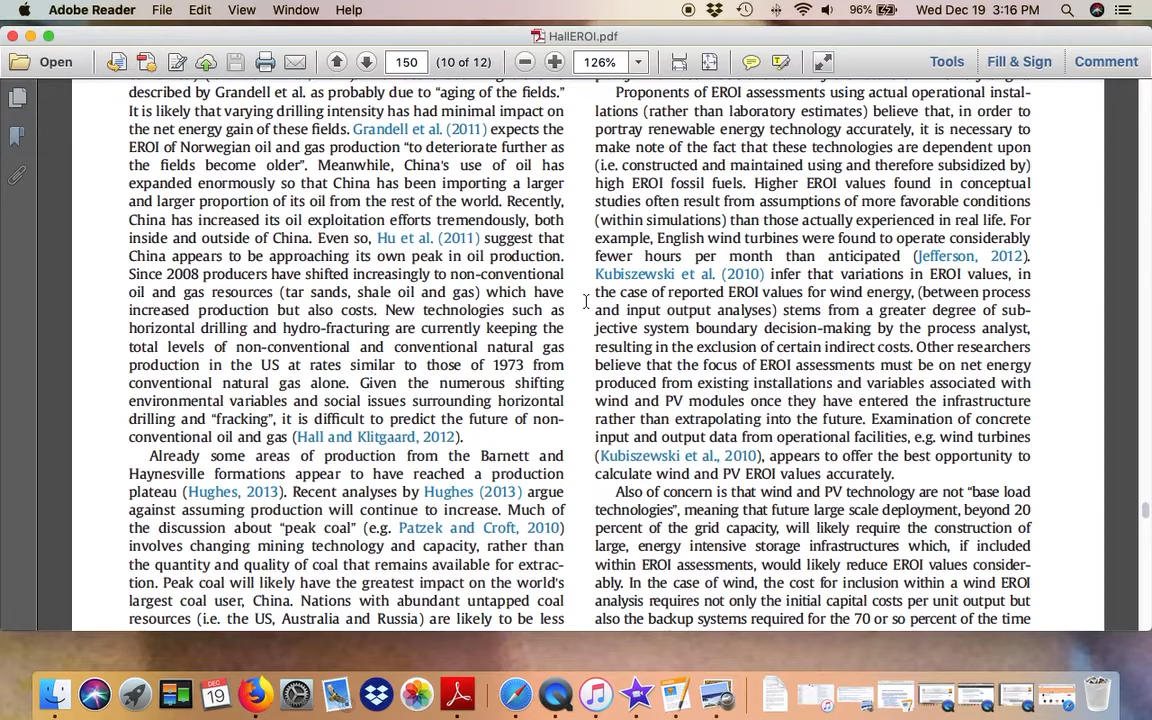 Adobe Reader File Edit View Window Help 96% Wed Dec 19 3:16 PM
HallEROI.pdf
Open 150 (10 of 12) 126% Tools Fill & Sign Comment
described by Grandell et al. as probably due to "aging of the fields."
It is likely that varying drilling intensity has had minimal impact on
the net energy gain of these fields. Grandell et al. (2011) expects the
EROI of Norwegian oil and gas production "to deteriorate further as
the fields become older". Meanwhile, China's use of oil has
expanded enormously so that China has been importing a larger
and larger proportion of its oil from the rest of the world. Recently,
China has increased its oil exploitation efforts tremendously, both
inside and outside of China. Even so, Hu et al. (2011) suggest that
China appears to be approaching its own peak in oil production.
Since 2008 producers have shifted increasingly to non-conventional
oil and gas resources (tar sands, shale oil and gas) which have
increased production but also costs. New technologies such as
horizontal drilling and hydro-fracturing are currently keeping the
total levels of non-conventional and conventional natural gas
production in the US at rates similar to those of 1973 from
conventional natural gas alone. Given the numerous shifting
environmental variables and social issues surrounding horizontal
drilling and "fracking", it is difficult to predict the future of non-
conventional oil and gas (Hall and Klitgaard, 2012).
Already some areas of production from the Barnett and
Haynesville formations appear to have reached a production
plateau (Hughes, 2013). Recent analyses by Hughes (2013) argue
against assuming production will continue to increase. Much of
the discussion about "peak coal" (e.g. Patzek and Croft, 2010)
involves changing mining technology and capacity, rather than
the quantity and quality of coal that remains available for extrac-
tion. Peak coal will likely have the greatest impact on the world's
largest coal user, China. Nations with abundant untapped coal
resources (i.e. the US, Australia and Russia) are likely to be less
Proponents of EROI assessments using actual operational instal-
lations (rather than laboratory estimates) believe that, in order to
portray renewable energy technology accurately, it is necessary to
make note of the fact that these technologies are dependent upon
(i.e. constructed and maintained using and therefore subsidized by)
high EROI fossil fuels. Higher EROI values found in conceptual
studies often result from assumptions of more favorable conditions
(within simulations) than those actually experienced in real life. For
example, English wind turbines were found to operate considerably
fewer hours per month than anticipated (Jefferson, 2012).
Kubiszewski et al. (2010) infer that variations in EROI values, in
the case of reported EROI values for wind energy, (between process
and input output analyses) stems from a greater degree of sub-
jective system boundary decision-making by the process analyst,
resulting in the exclusion of certain indirect costs. Other researchers
believe that the focus of EROI assessments must be on net energy
produced from existing installations and variables associated with
wind and PV modules once they have entered the infrastructure
rather than extrapolating into the future. Examination of concrete
input and output data from operational facilities, e.g. wind turbines
(Kubiszewski et al., 2010), appears to offer the best opportunity to
calculate wind and PV EROI values accurately.
Also of concern is that wind and PV technology are not "base load
technologies", meaning that future large scale deployment, beyond 20
percent of the grid capacity, will likely require the construction of
large, energy intensive storage infrastructures which, if included
within EROI assessments, would likely reduce EROI values consider-
ably. In the case of wind, the cost for inclusion within a wind EROI
analysis requires not only the initial capital costs per unit output but
also the backup systems required for the 70 or so percent of the time
DEC
19